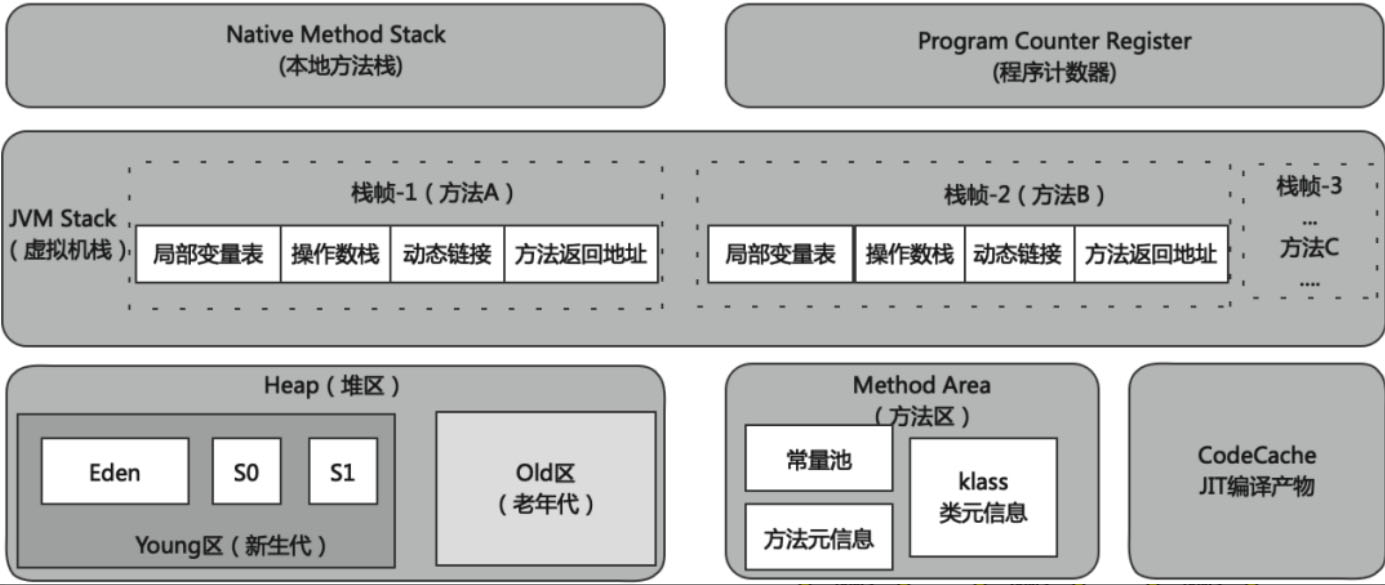 Native Method Stack
(本地方法栈)
Program Counter Register
(程序计数器)
JVM Stack
（虚拟机栈）
栈帧-1（方法A）
局部变量表 操作数栈 动态链接 方法返回地址
栈帧-2（方法B）
局部变量表 操作数栈 动态链接 方法返回地址
栈帧-3
...
方法C
....
Heap（堆区）
Eden S0 S1
Young区（新生代）
Old区
（老年代）
Method Area
（方法区）
常量池
方法元信息
klass
类元信息
CodeCache
JIT编译产物